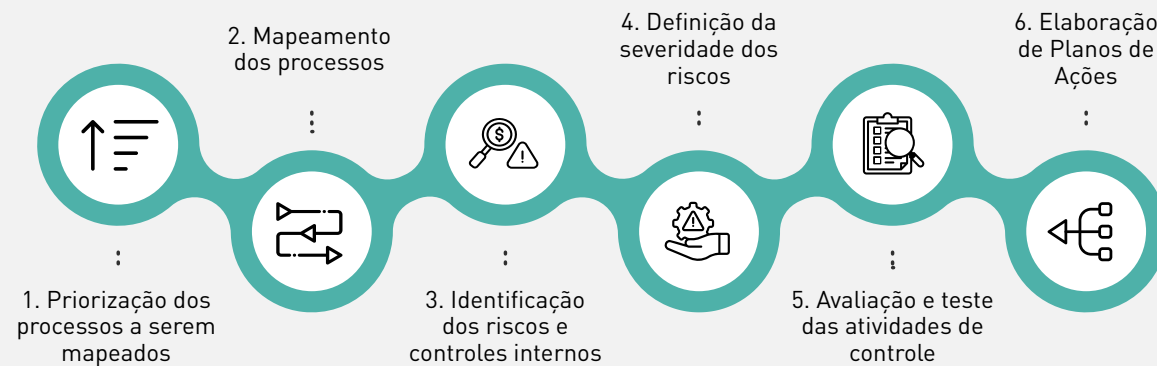 1. Priorização dos
processos a serem
mapeados
2. Mapeamento
dos processos
3. Identificação
dos riscos e
controles internos
4. Definição da
severidade dos
riscos
5. Avaliação e teste
das atividades de
controle
6. Elaboração
de Planos de
Ações